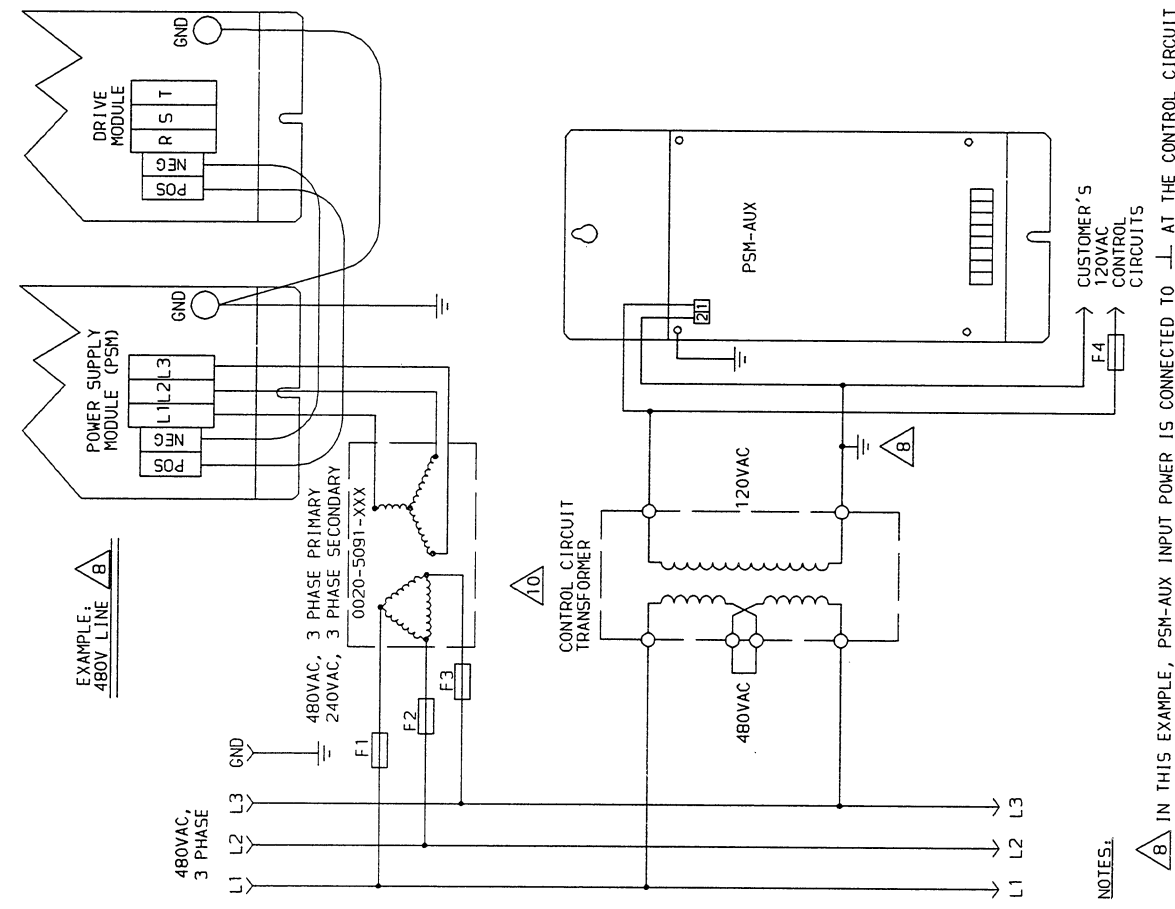 EXAMPLE:
480V LINE
8
480VAC,
3 PHASE
L1
L2
L3
GND
F1
F2
F3
480VAC, 3 PHASE PRIMARY
240VAC, 3 PHASE SECONDARY
0020-5091-XXX
POWER SUPPLY
MODULE (PSM)
POS
NEG
L1
L2
L3
GND
DRIVE
MODULE
POS
NEG
R
S
T
GND
10
CONTROL CIRCUIT
TRANSFORMER
480VAC
120VAC
8
PSM-AUX
2
1
F4
CUSTOMER'S
120VAC
CONTROL
CIRCUITS
L1
L2
L3
NOTES:
8 IN THIS EXAMPLE, PSM-AUX INPUT POWER IS CONNECTED TO ⏚ AT THE CONTROL CIRCUIT